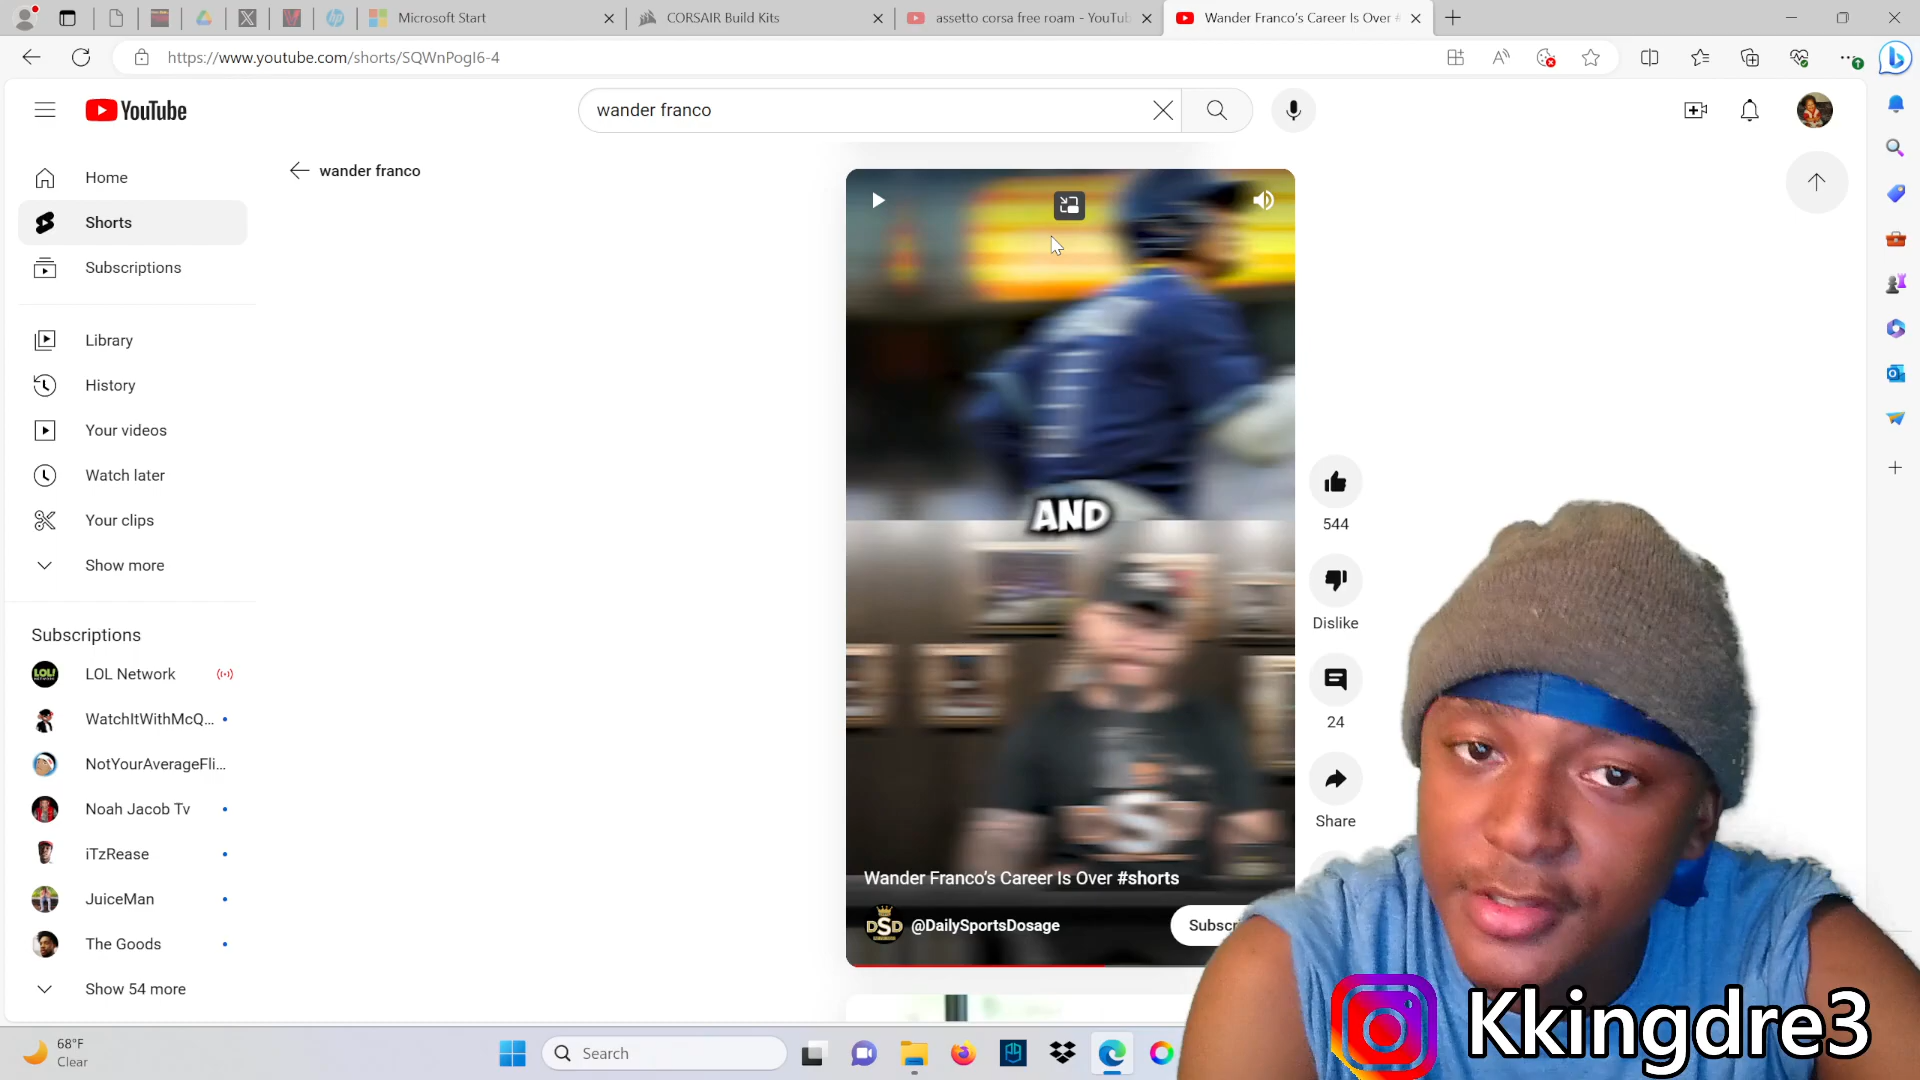 Microsoft Start
CORSAIR Build Kits
assetto corsa free roam - YouTub
Wander Franco's Career Is Over #
https://www.youtube.com/shorts/SQWnPogI6-4
YouTube
wander franco
Home
wander franco
Shorts
Subscriptions
Library
History
Your videos
Watch later
Your clips
Show more
Subscriptions
LOL Network
WatchItWithMcQ...
NotYourAverageFli...
Noah Jacob Tv
iTzRease
JuiceMan
The Goods
Show 54 more
AND
544
Dislike
24
Share
Wander Franco's Career Is Over #shorts
DSD
@DailySportsDosage
Subscri
Kkingdre3
68°F
Clear
Search